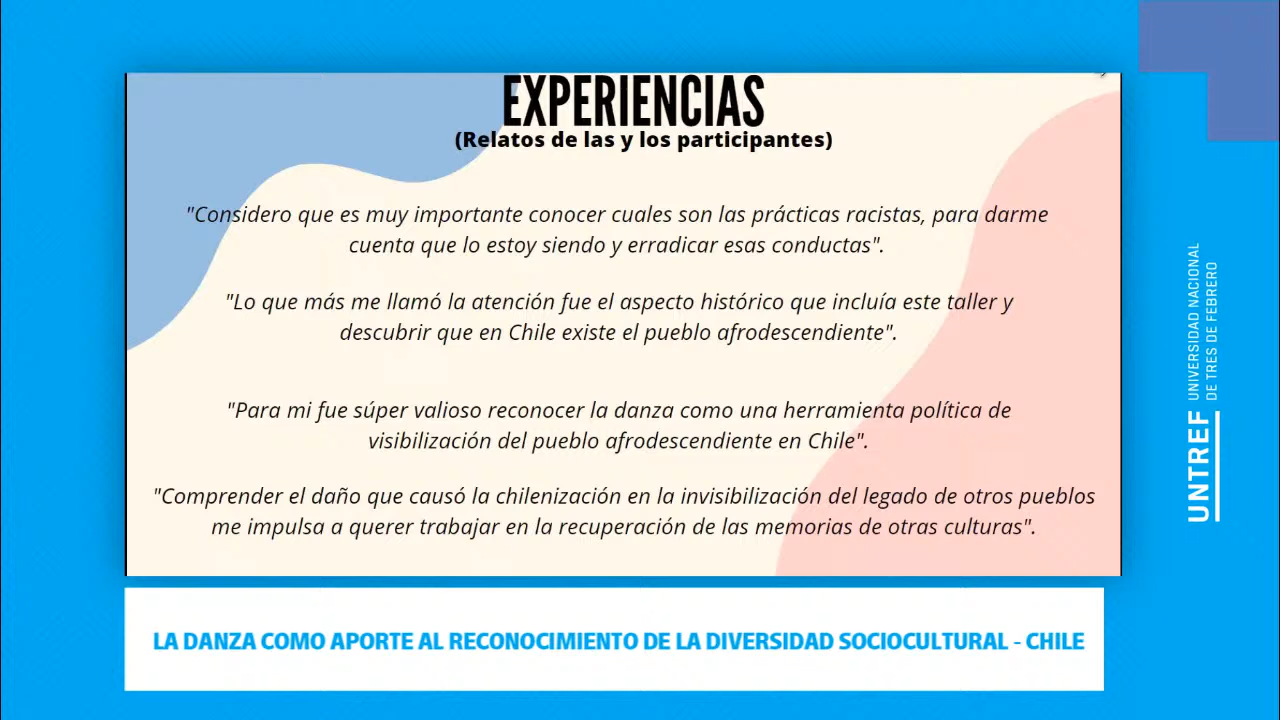 EXPERIENCIAS
(Relatos de las y los participantes)
"Considero que es muy importante conocer cuales son las prácticas racistas, para darme
cuenta que lo estoy siendo y erradicar esas conductas".
"Lo que más me llamó la atención fue el aspecto histórico que incluía este taller y
descubrir que en Chile existe el pueblo afrodescendiente".
"Para mi fue súper valioso reconocer la danza como una herramienta política de
visibilización del pueblo afrodescendiente en Chile".
"Comprender el daño que causó la chilenización en la invisibilización del legado de otros pueblos
me impulsa a querer trabajar en la recuperación de las memorias de otras culturas".
LA DANZA COMO APORTE AL RECONOCIMIENTO DE LA DIVERSIDAD SOCIOCULTURAL - CHILE
UNTREF
UNIVERSIDAD NACIONAL
DE TRES DE FEBRERO